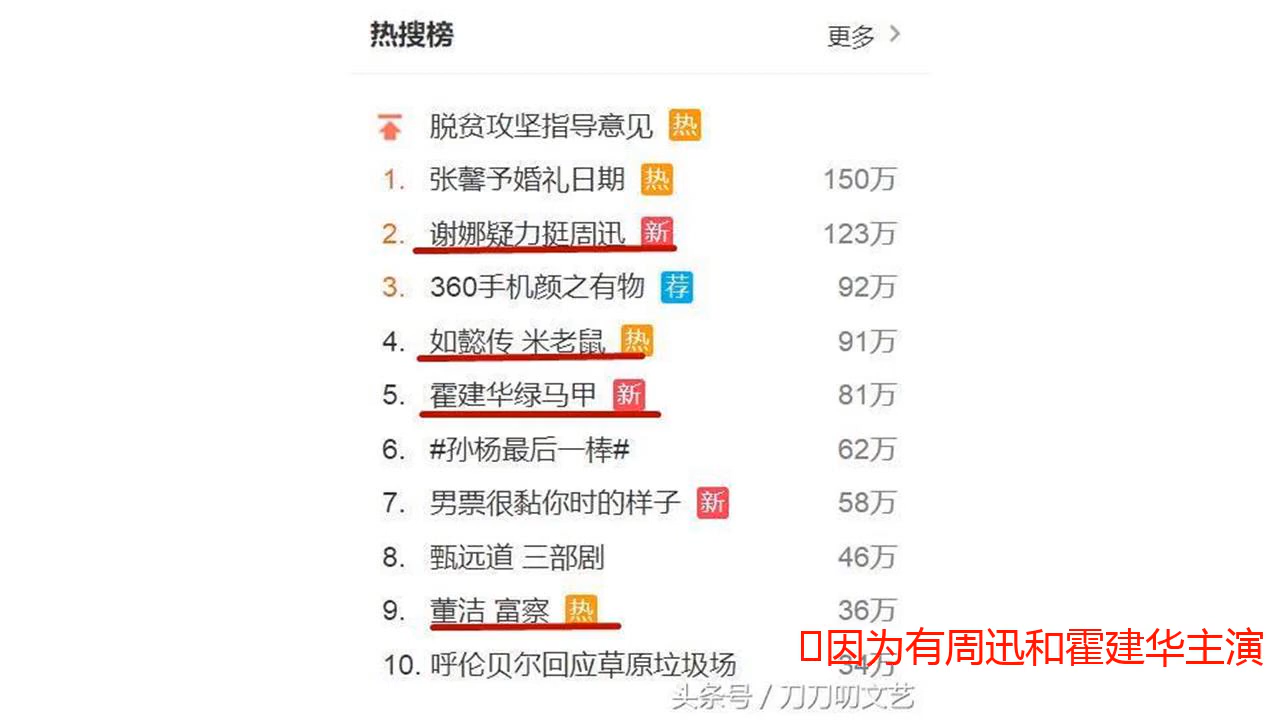 热搜榜 更多 >
脱贫攻坚指导意见 热
1. 张馨予婚礼日期 热 150万
2. 谢娜疑力挺周迅 新 123万
3. 360手机颜之有物 荐 92万
4. 如懿传 米老鼠 热 91万
5. 霍建华绿马甲 新 81万
6. #孙杨最后一棒# 62万
7. 男票很黏你时的样子 新 58万
8. 甄远道 三部剧 46万
9. 董洁 富察 热 36万
10. 呼伦贝尔回应草原垃圾场 34万
因为有周迅和霍建华主演
头条号 / 刀刀叨文艺